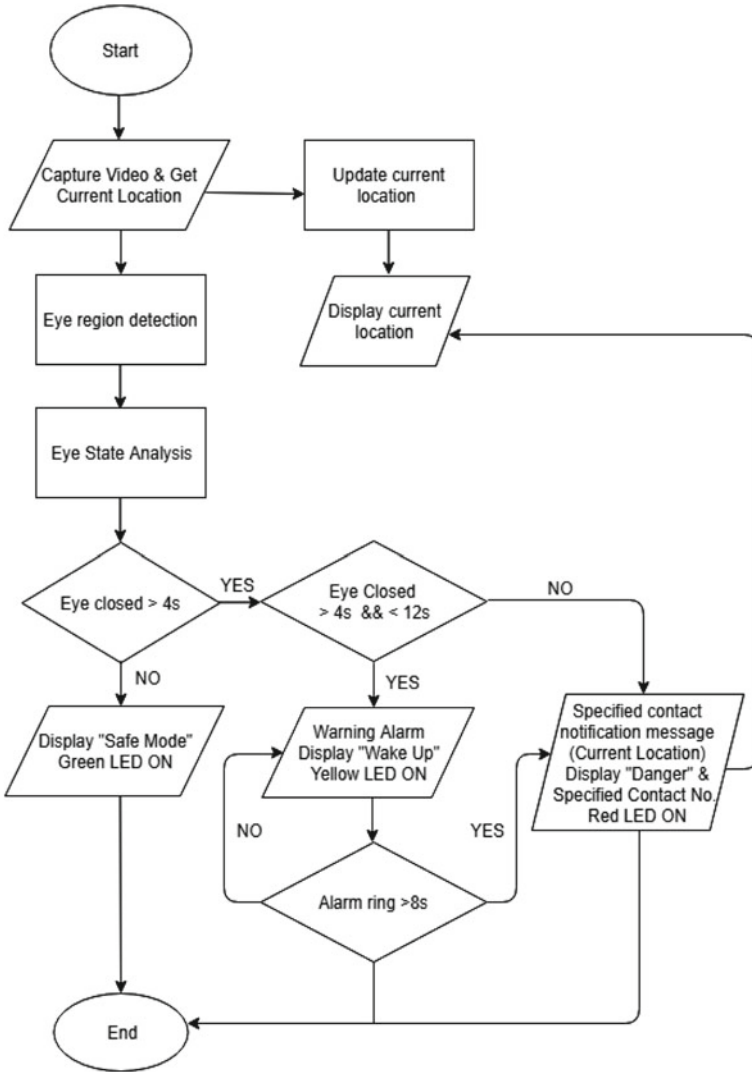 Start
Capture Video & Get
Current Location
Update current
location
Eye region detection
Display current
location
Eye State Analysis
Eye closed > 4s
YES
Eye Closed
> 4s && < 12s
NO
NO
YES
Display "Safe Mode"
Green LED ON
Warning Alarm
Display "Wake Up"
Yellow LED ON
Specified contact
notification message
(Current Location)
Display "Danger" &
Specified Contact No.
Red LED ON
NO
YES
Alarm ring >8s
End